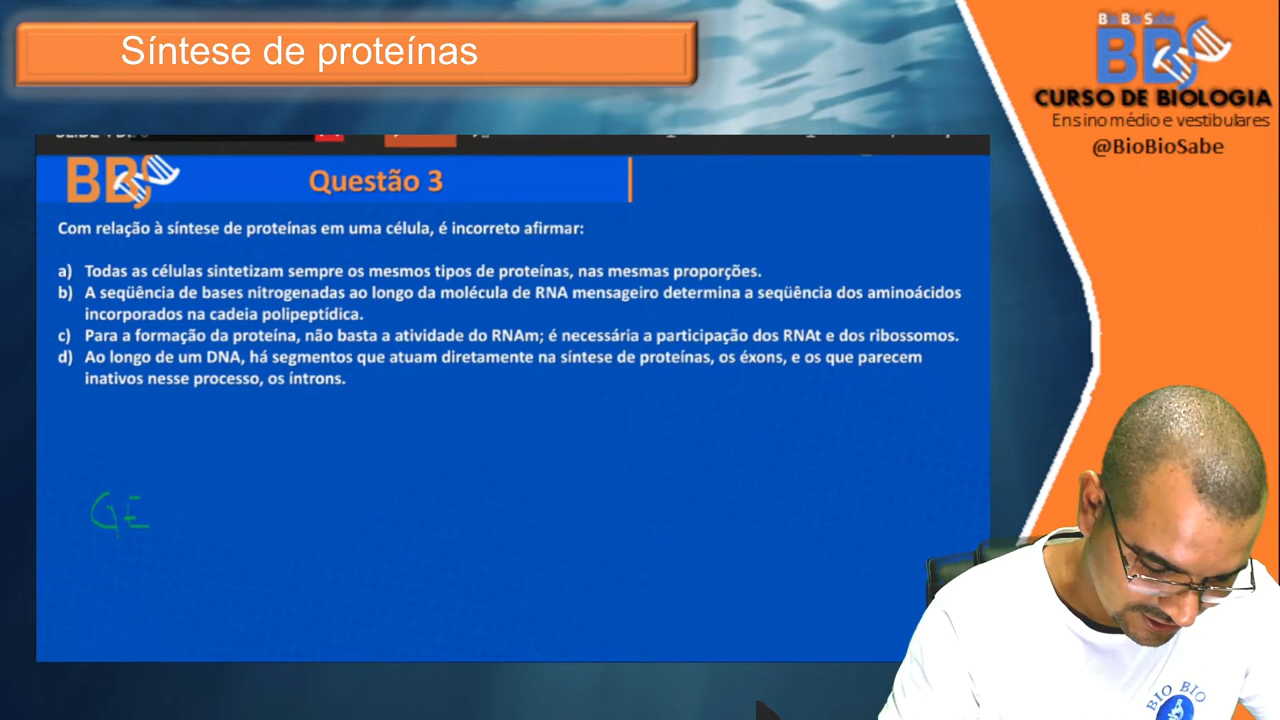 Síntese de proteínas
Bio Bio Sabe
BBS
CURSO DE BIOLOGIA
Ensino médio e vestibulares
@BioBioSabe
BBS
Questão 3
Com relação à síntese de proteínas em uma célula, é incorreto afirmar:
a) Todas as células sintetizam sempre os mesmos tipos de proteínas, nas mesmas proporções.
b) A seqüência de bases nitrogenadas ao longo da molécula de RNA mensageiro determina a seqüência dos aminoácidos
incorporados na cadeia polipeptídica.
c) Para a formação da proteína, não basta a atividade do RNAm; é necessária a participação dos RNAt e dos ribossomos.
d) Ao longo de um DNA, há segmentos que atuam diretamente na síntese de proteínas, os éxons, e os que parecem
inativos nesse processo, os íntrons.
GE
BIO BIO